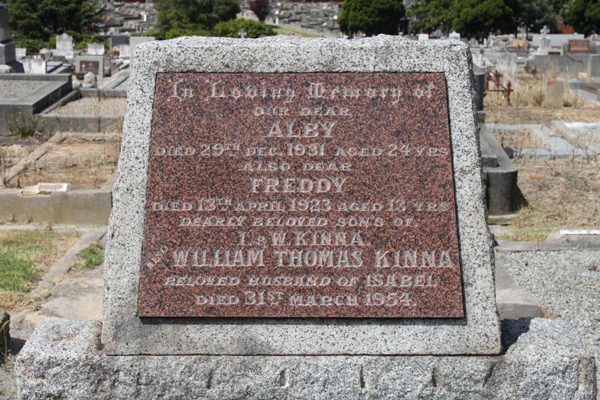 In Loving Memory of
OUR DEAR
ALBY
DIED 29TH DEC. 1931 AGED 24 YRS
ALSO DEAR
FREDDY
DIED 13TH APRIL 1923 AGED 13 YRS
DEARLY BELOVED SON'S OF
I. & W. KINNA
ALSO WILLIAM THOMAS KINNA
BELOVED HUSBAND OF ISABEL
DIED 31ST MARCH 1954.